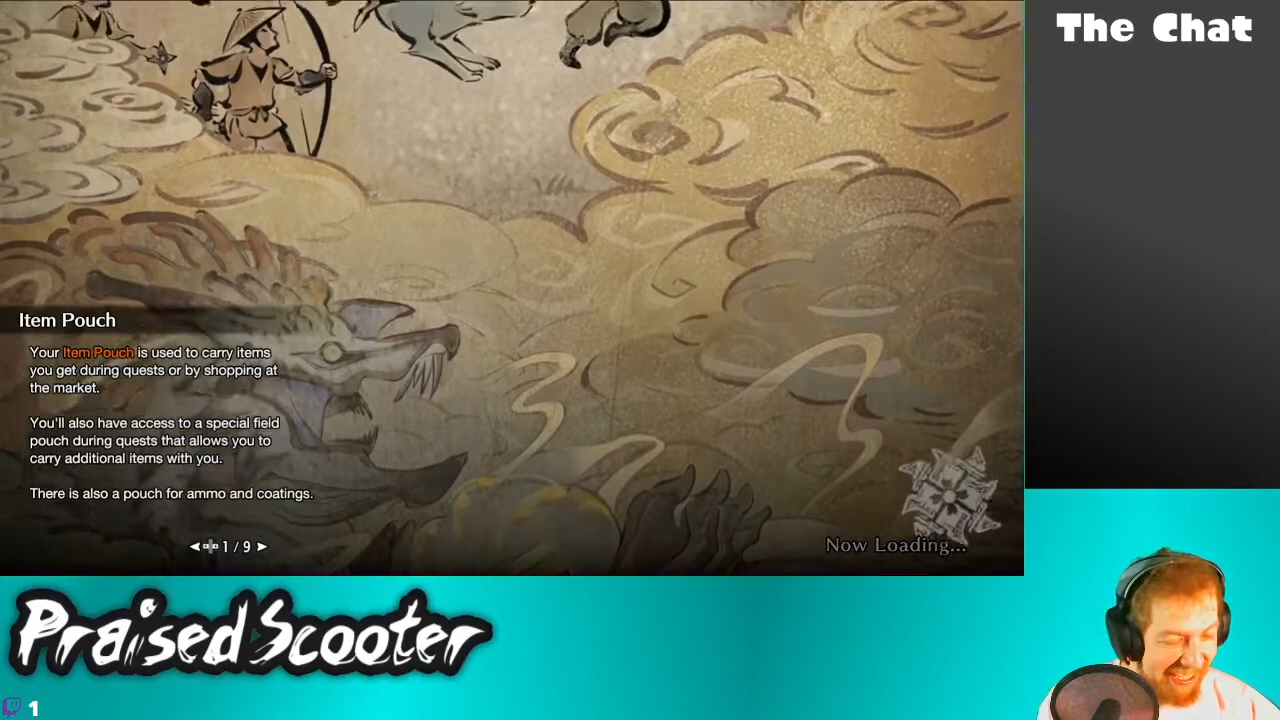 The Chat
Item Pouch
Your Item Pouch is used to carry items
you get during quests or by shopping at
the market.
You'll also have access to a special field
pouch during quests that allows you to
carry additional items with you.
There is also a pouch for ammo and coatings.
1 / 9
Now Loading...
PraisedScooter
1